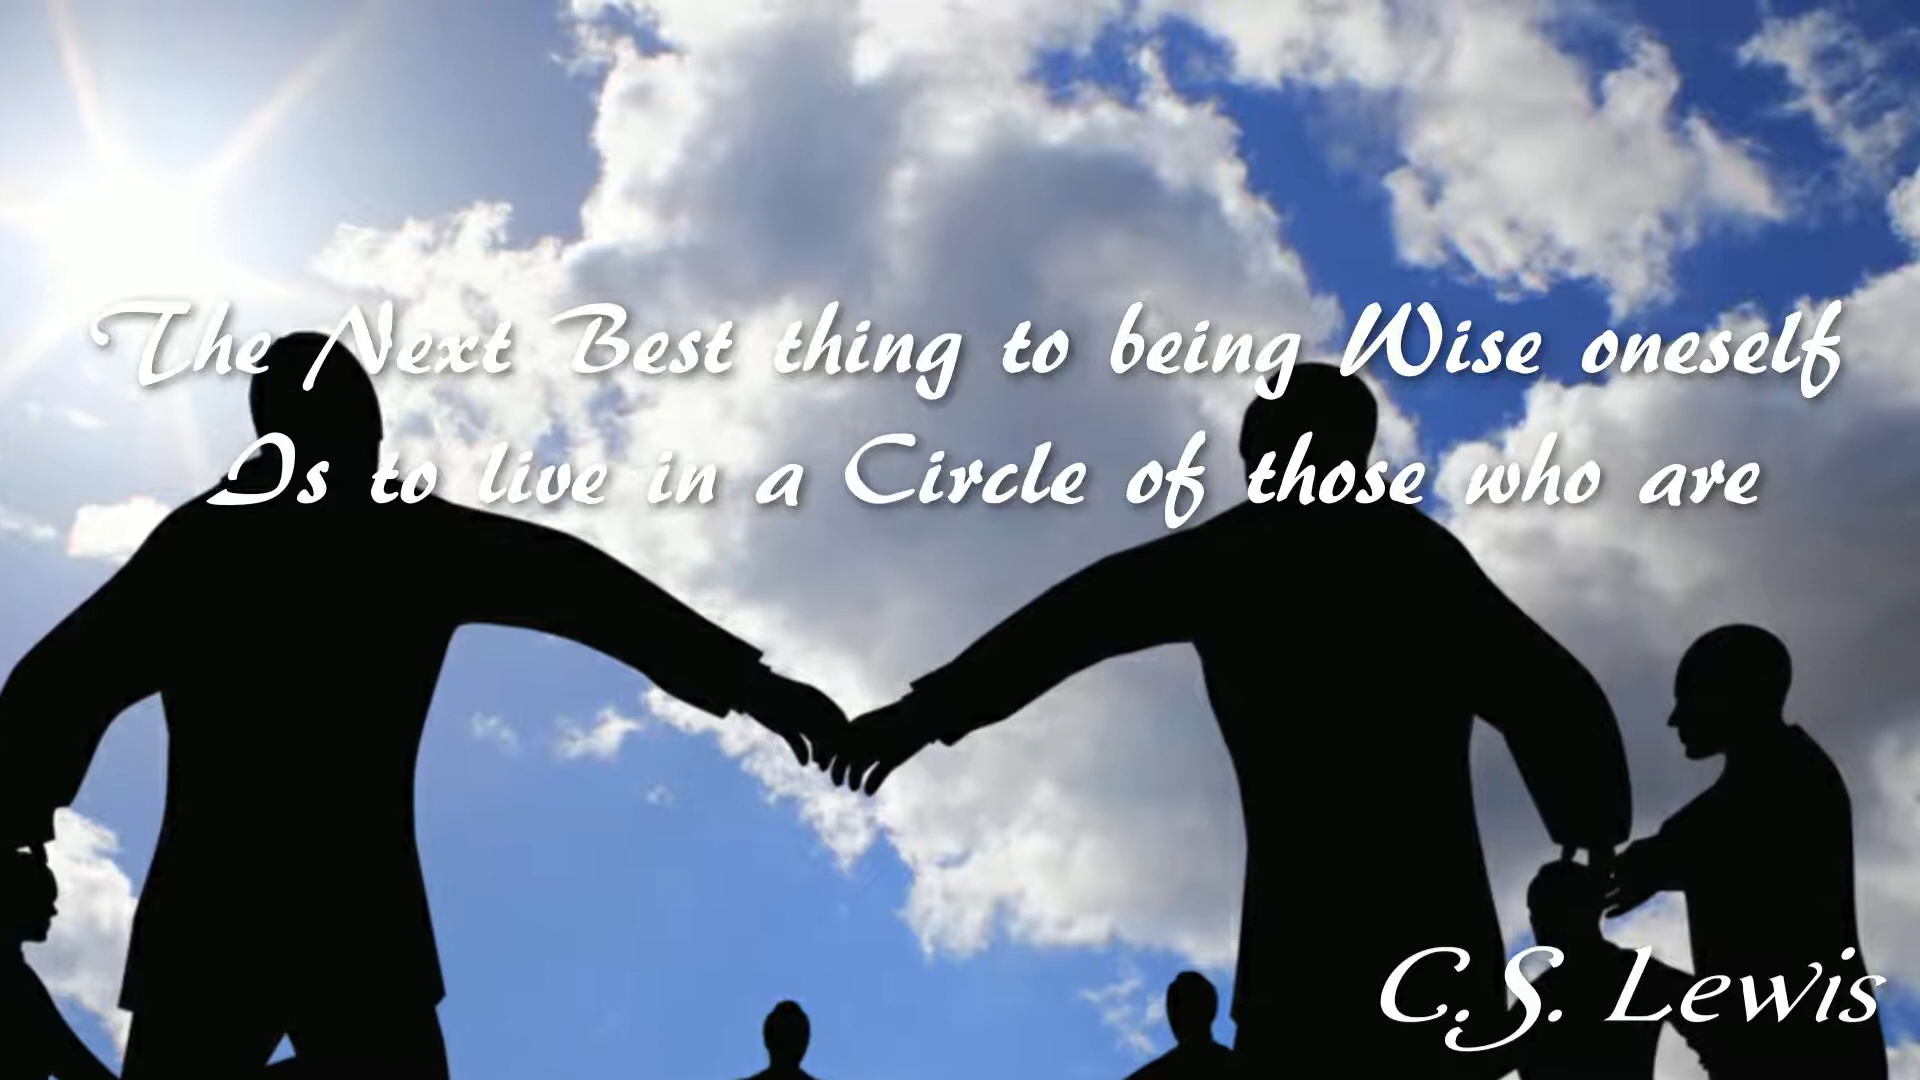 The Next Best thing to being Wise oneself
Is to live in a Circle of those who are
C.S. Lewis